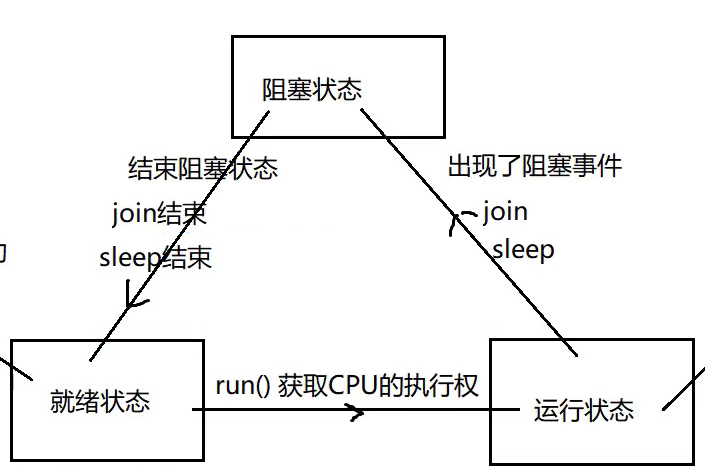 阻塞状态
结束阻塞状态
join结束
sleep结束
出现了阻塞事件
join
sleep
就绪状态
run() 获取CPU的执行权
运行状态